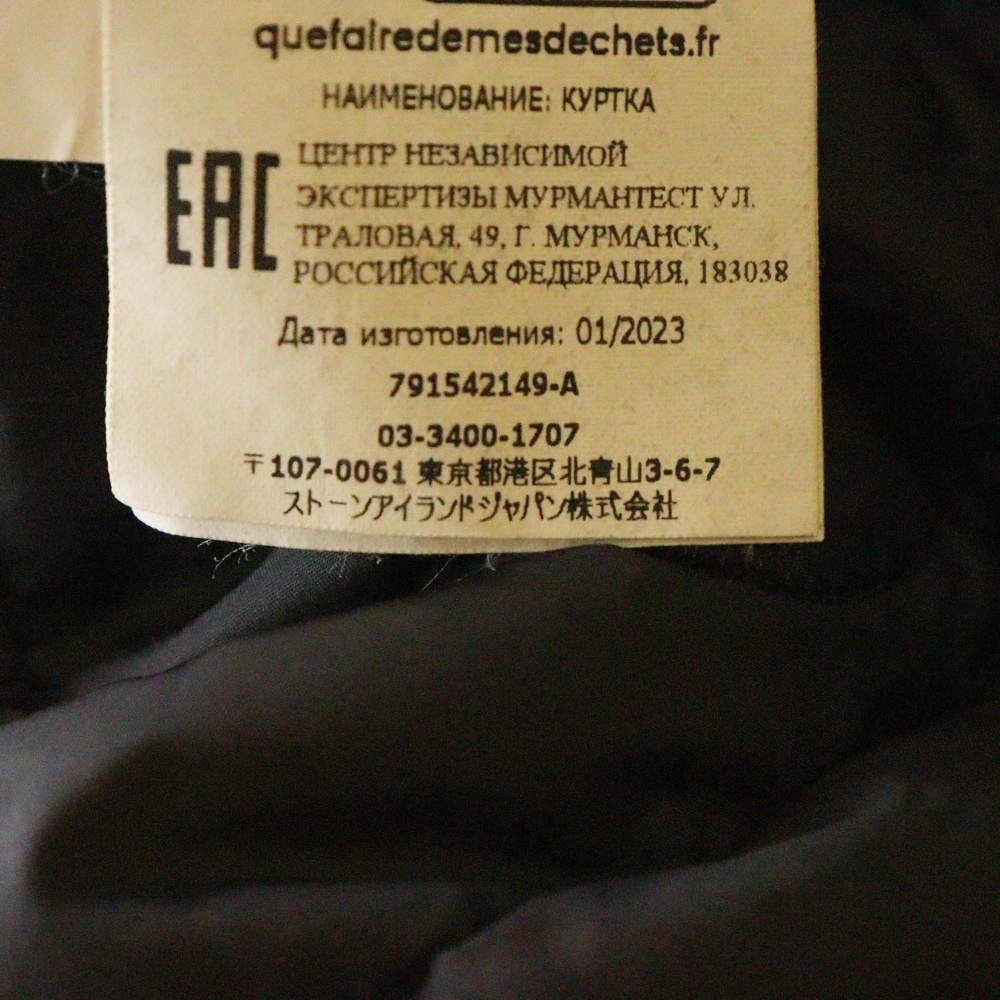 quefairedemesdechets.fr
НАИМЕНОВАНИЕ: КУРТКА
EAC
ЦЕНТР НЕЗАВИСИМОЙ
ЭКСПЕРТИЗЫ МУРМАНТЕСТ УЛ.
ТРАЛОВАЯ, 49, Г. МУРМАНСК,
РОССИЙСКАЯ ФЕДЕРАЦИЯ, 183038
Дата изготовления: 01/2023
791542149-A
03-3400-1707
〒107-0061 東京都港区北青山3-6-7
ストーンアイランドジャパン株式会社